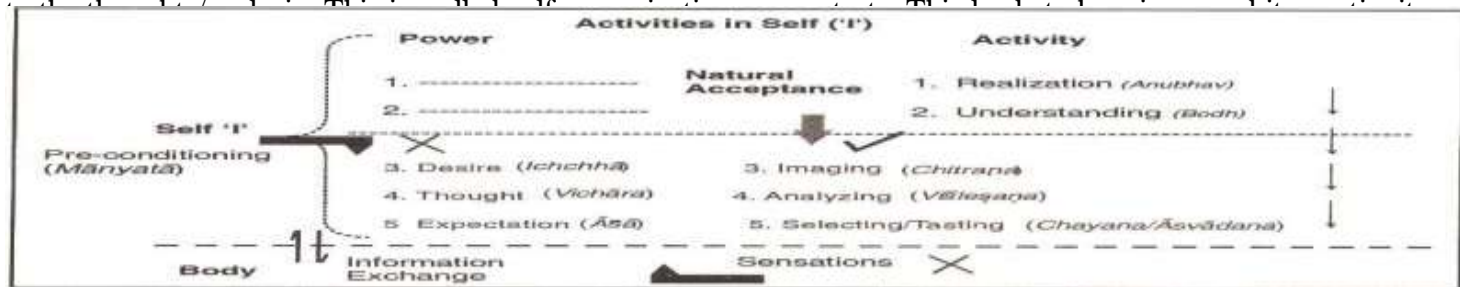 Activities in Self ('I')
Power Activity
1. Natural Acceptance 1. Realization (Anubhav)
2. 2. Understanding (Bodh)
Self 'I'
Pre-conditioning (Mānyatā)
3. Desire (Ichchhā) 3. Imaging (Chitrana)
4. Thought (Vichāra) 4. Analyzing (Viśleṣaṇa)
5 Expectation (Āśā) 5. Selecting/Tasting (Chayana/Āsvādana)
Body Information Exchange Sensations